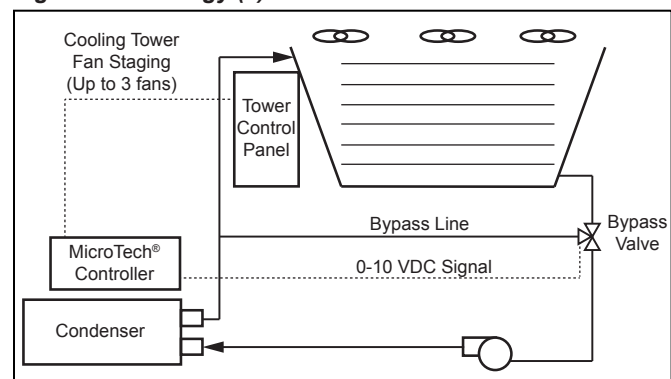 Cooling Tower
Fan Staging
(Up to 3 fans)
Tower
Control
Panel
Bypass Line
Bypass
Valve
MicroTech®
Controller
0-10 VDC Signal
Condenser